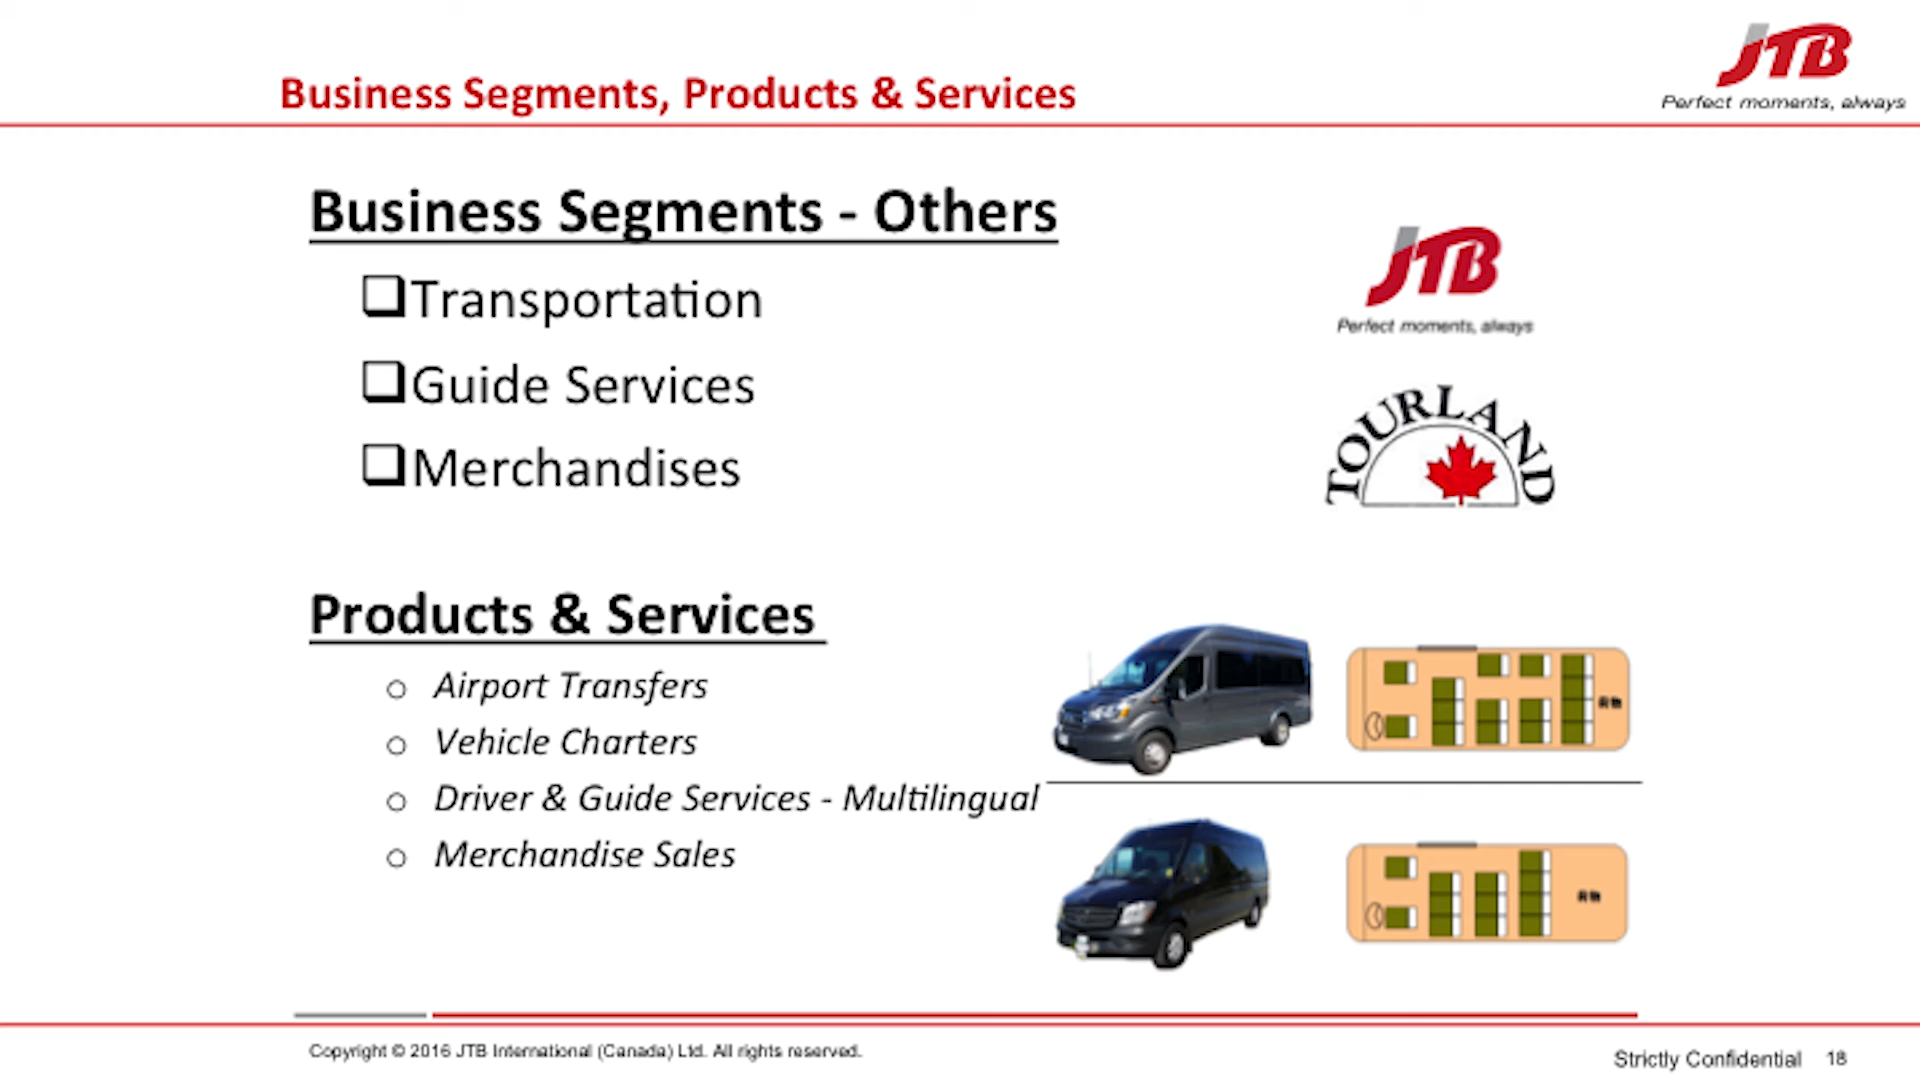 Business Segments, Products & Services
JTB
Perfect moments, always
Business Segments - Others
Transportation
Guide Services
Merchandises
JTB
Perfect moments, always
TOURLAND
Products & Services
Airport Transfers
Vehicle Charters
Driver & Guide Services - Multilingual
Merchandise Sales
Copyright © 2016 JTB International (Canada) Ltd. All rights reserved.
Strictly Confidential 18